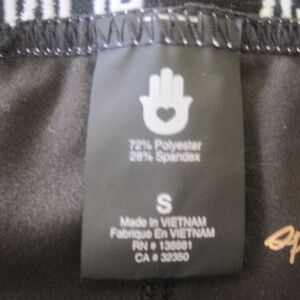 72% Polyester
28% Spandex
S
Made in VIETNAM
Fabrique En VIETNAM
RN # 136981
CA # 32350